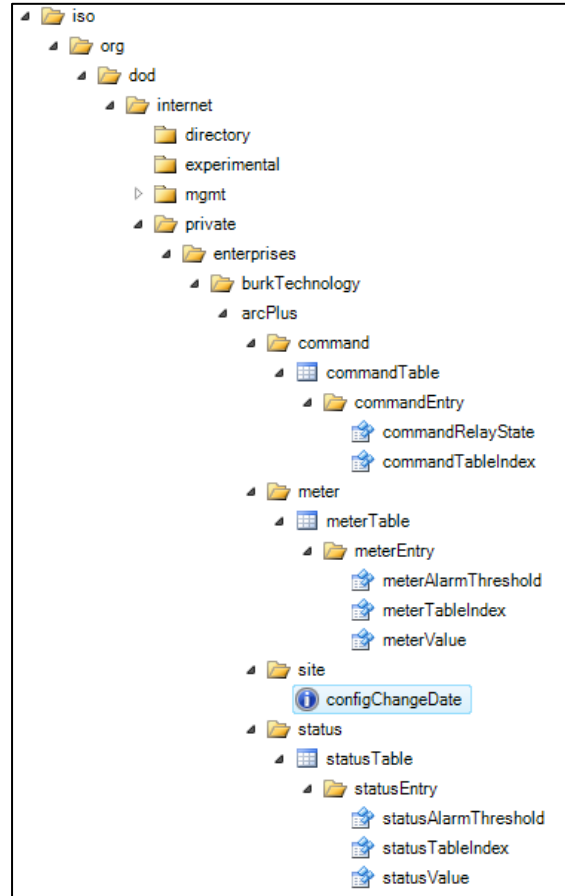 iso
org
dod
internet
directory
experimental
mgmt
private
enterprises
burkTechnology
arcPlus
command
commandTable
commandEntry
commandRelayState
commandTableIndex
meter
meterTable
meterEntry
meterAlarmThreshold
meterTableIndex
meterValue
site
configChangeDate
status
statusTable
statusEntry
statusAlarmThreshold
statusTableIndex
statusValue